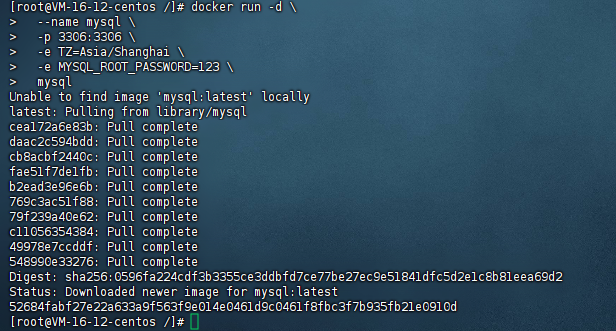 [root@VM-16-12-centos /]# docker run -d \
>   --name mysql \
>   -p 3306:3306 \
>   -e TZ=Asia/Shanghai \
>   -e MYSQL_ROOT_PASSWORD=123 \
>   mysql
Unable to find image 'mysql:latest' locally
latest: Pulling from library/mysql
cea172a6e83b: Pull complete
daac2c594bdd: Pull complete
cb8acbf2440c: Pull complete
fae51f7de1fb: Pull complete
b2ead3e96e6b: Pull complete
769c3ac51f88: Pull complete
79f239a40e62: Pull complete
c11056354384: Pull complete
49978e7ccddf: Pull complete
548990e33276: Pull complete
Digest: sha256:0596fa224cdf3b3355ce3ddbfd7ce77be27ec9e51841dfc5d2e1c8b81eea69d2
Status: Downloaded newer image for mysql:latest
52684fabf27e22a633a9f563f9e014e0461d9c0461f8fbc3f7b935fb21e0910d
[root@VM-16-12-centos /]#